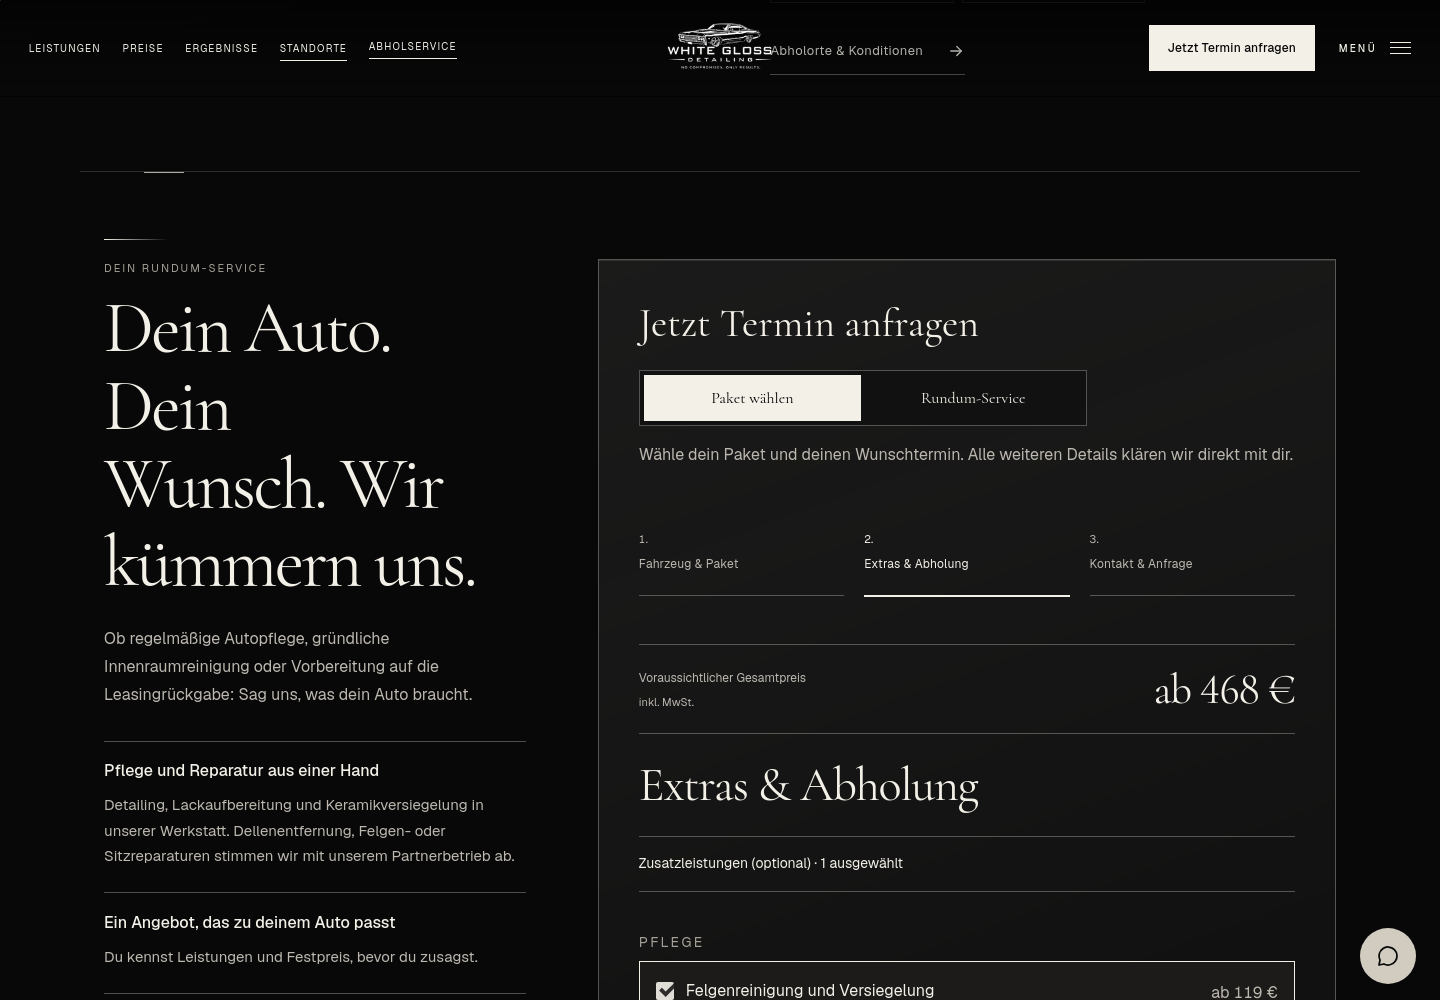 LEISTUNGEN PREISE ERGEBNISSE STANDORTE ABHOLSERVICE
WHITE GLOSS
DETAILING
NO COMPROMISES. ONLY RESULTS.
Abholorte & Konditionen
Jetzt Termin anfragen
MENÜ
DEIN RUNDUM-SERVICE
Dein Auto.
Dein
Wunsch. Wir
kümmern uns.
Ob regelmäßige Autopflege, gründliche
Innenraumreinigung oder Vorbereitung auf die
Leasingrückgabe: Sag uns, was dein Auto braucht.
Pflege und Reparatur aus einer Hand
Detailing, Lackaufbereitung und Keramikversiegelung in
unserer Werkstatt. Dellenentfernung, Felgen- oder
Sitzreparaturen stimmen wir mit unserem Partnerbetrieb ab.
Ein Angebot, das zu deinem Auto passt
Du kennst Leistungen und Festpreis, bevor du zusagst.
Jetzt Termin anfragen
Paket wählen Rundum-Service
Wähle dein Paket und deinen Wunschtermin. Alle weiteren Details klären wir direkt mit dir.
1. 2. 3.
Fahrzeug & Paket Extras & Abholung Kontakt & Anfrage
Voraussichtlicher Gesamtpreis
inkl. MwSt.
ab 468 €
Extras & Abholung
Zusatzleistungen (optional) · 1 ausgewählt
PFLEGE
Felgenreinigung und Versiegelung ab 119 €